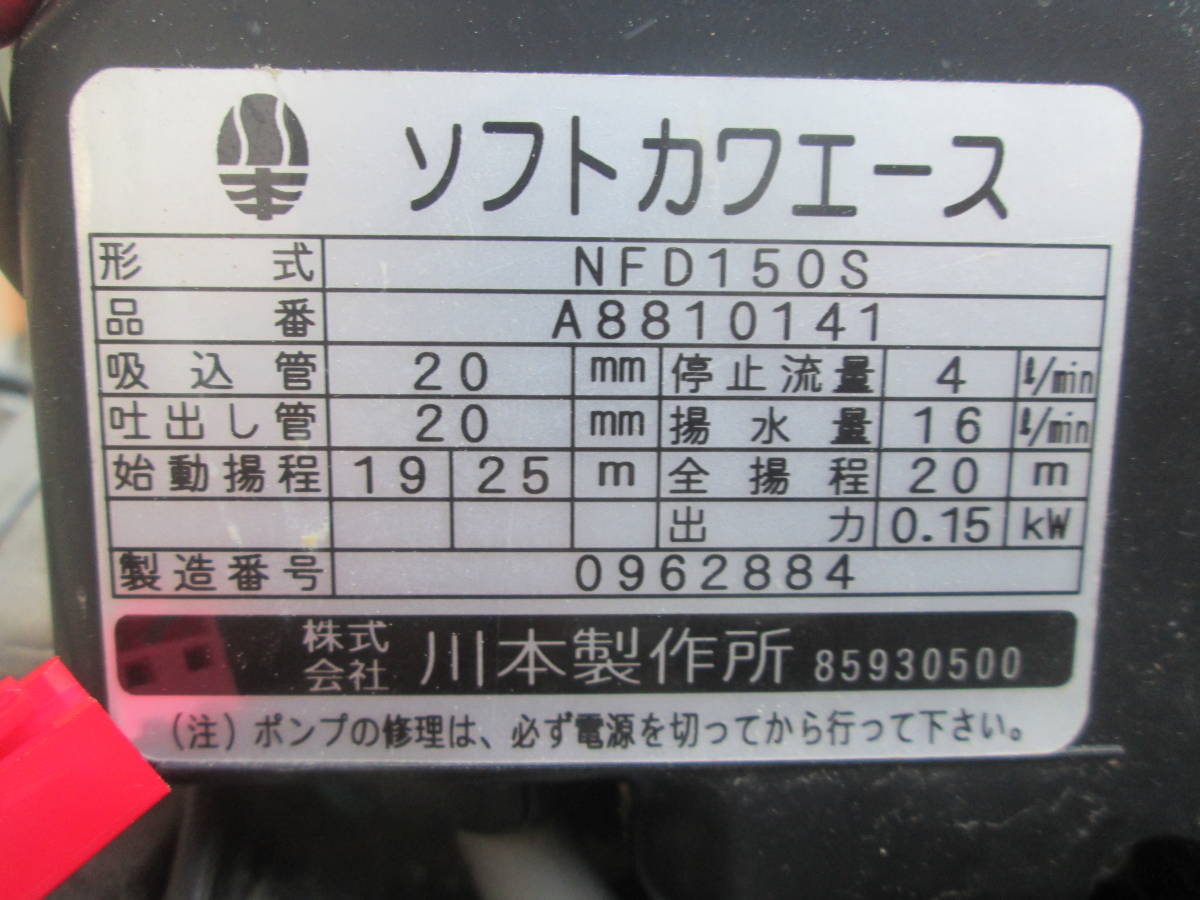 ソフトカワエース
形式 NFD150S
品番 A8810141
吸込管 20 mm 停止流量 4 ℓ/min
吐出し管 20 mm 揚水量 16 ℓ/min
始動揚程 19 25 m 全揚程 20 m
出力 0.15 kW
製造番号 0962884
株式会社 川本製作所 85930500
(注)ポンプの修理は、必ず電源を切ってから行って下さい。